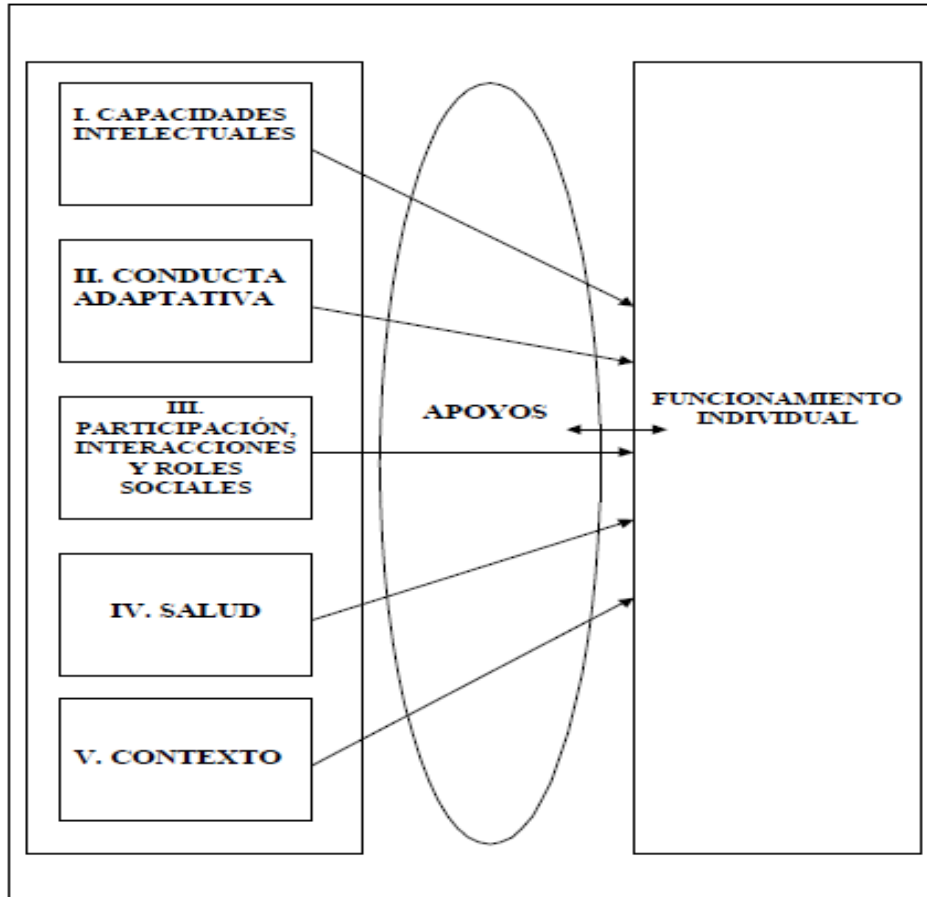 I. CAPACIDADES
INTELECTUALES
II. CONDUCTA
ADAPTATIVA
III.
PARTICIPACIÓN,
INTERACCIONES
Y ROLES
SOCIALES
IV. SALUD
V. CONTEXTO
APOYOS
FUNCIONAMIENTO
INDIVIDUAL